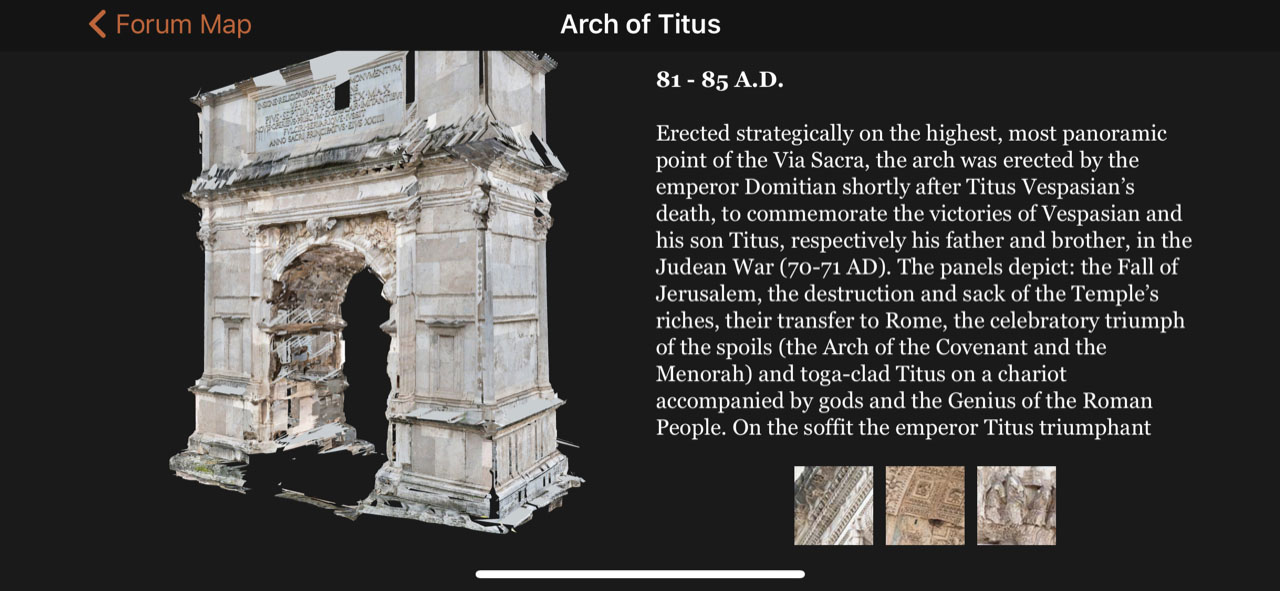 Forum Map
Arch of Titus
MONVMENTVM
81 - 85 A.D.
Erected strategically on the highest, most panoramic
point of the Via Sacra, the arch was erected by the
emperor Domitian shortly after Titus Vespasian’s
death, to commemorate the victories of Vespasian and
his son Titus, respectively his father and brother, in the
Judean War (70-71 AD). The panels depict: the Fall of
Jerusalem, the destruction and sack of the Temple’s
riches, their transfer to Rome, the celebratory triumph
of the spoils (the Arch of the Covenant and the
Menorah) and toga-clad Titus on a chariot
accompanied by gods and the Genius of the Roman
People. On the soffit the emperor Titus triumphant